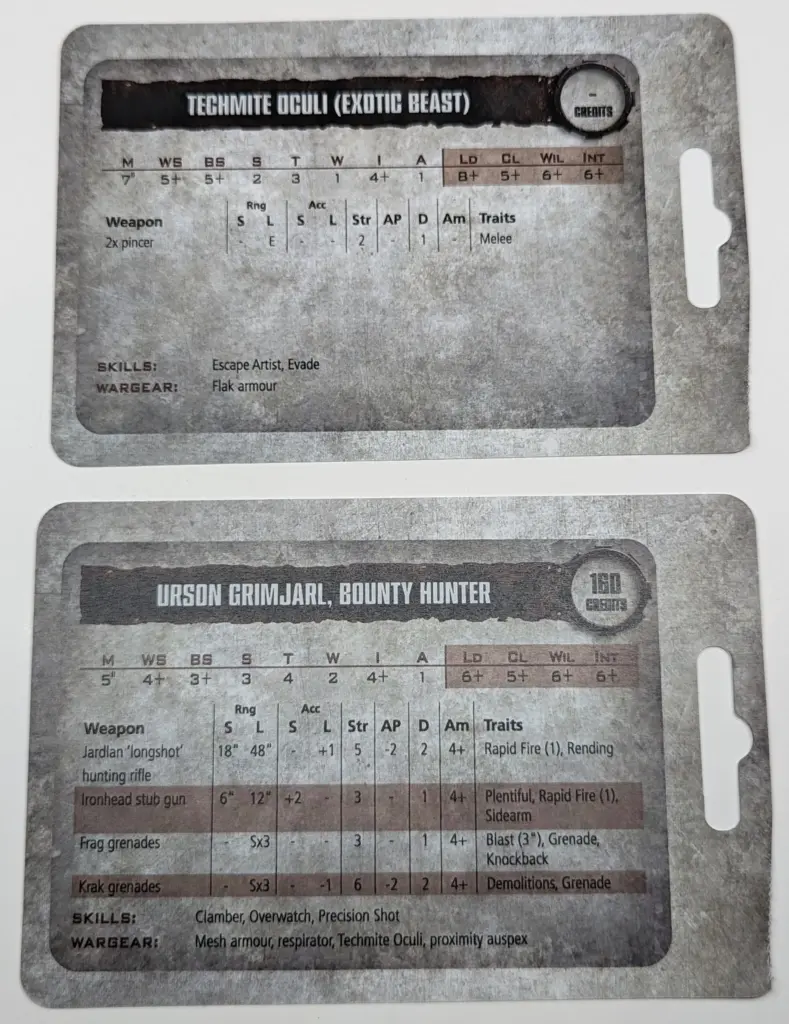 TECHMITE OCULI (EXOTIC BEAST)
- CREDITS
M WS BS S T W I A LD CL WIL INT
7" 5+ 5+ 2 3 1 4+ 1 8+ 5+ 6+ 6+
Rng Acc
Weapon S L S L Str AP D Am Traits
2x pincer - E - - 2 - 1 - Melee
SKILLS: Escape Artist, Evade
WARGEAR: Flak armour
URSON GRIMJARL, BOUNTY HUNTER
160 CREDITS
M WS BS S T W I A LD CL WIL INT
5" 4+ 3+ 3 4 2 4+ 1 6+ 5+ 6+ 6+
Rng Acc
Weapon S L S L Str AP D Am Traits
Jardlan 'longshot' 18" 48" - +1 5 -2 2 4+ Rapid Fire (1), Rending
hunting rifle
Ironhead stub gun 6" 12" +2 - 3 - 1 4+ Plentiful, Rapid Fire (1),
Sidearm
Frag grenades - Sx3 - - 3 - 1 4+ Blast (3"), Grenade,
Knockback
Krak grenades - Sx3 - -1 6 -2 2 4+ Demolitions, Grenade
SKILLS: Clamber, Overwatch, Precision Shot
WARGEAR: Mesh armour, respirator, Techmite Oculi, proximity auspex